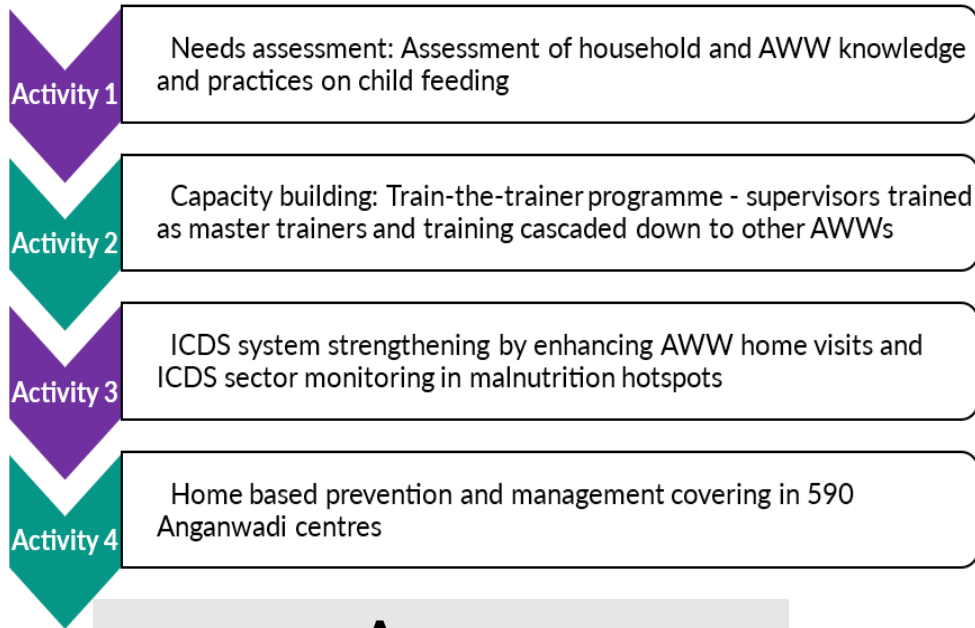 Activity 1
Needs assessment: Assessment of household and AWW knowledge
and practices on child feeding
Activity 2
Capacity building: Train-the-trainer programme - supervisors trained
as master trainers and training cascaded down to other AWWs
Activity 3
ICDS system strengthening by enhancing AWW home visits and
ICDS sector monitoring in malnutrition hotspots
Activity 4
Home based prevention and management covering in 590
Anganwadi centres